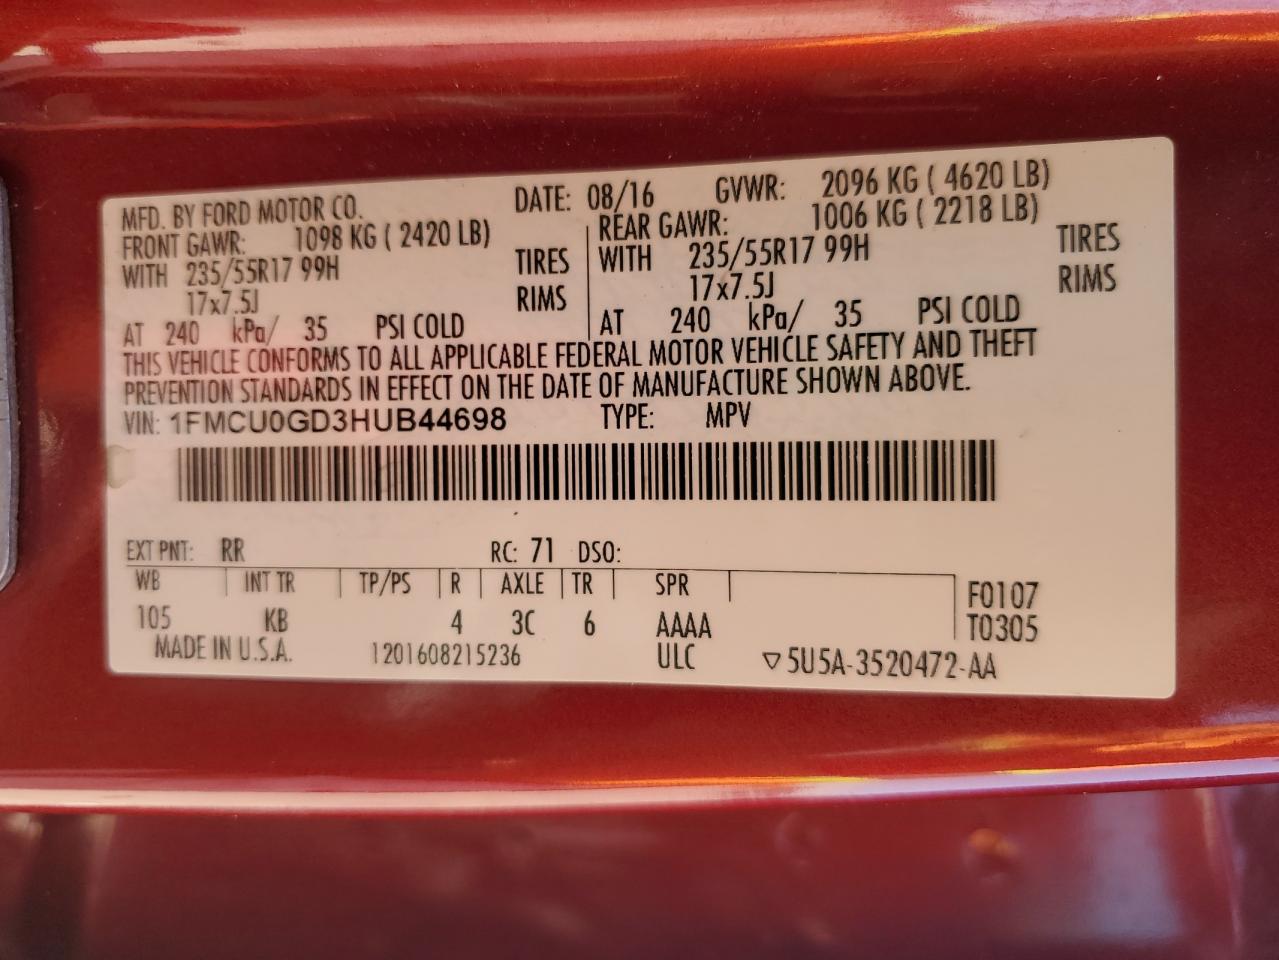 MFD. BY FORD MOTOR CO. DATE: 08/16 GVWR: 2096 KG ( 4620 LB)
FRONT GAWR: 1098 KG ( 2420 LB) REAR GAWR: 1006 KG ( 2218 LB)
WITH 235/55R17 99H TIRES WITH 235/55R17 99H TIRES
17x7.5J RIMS 17x7.5J RIMS
AT 240 kPa/ 35 PSI COLD AT 240 kPa/ 35 PSI COLD
THIS VEHICLE CONFORMS TO ALL APPLICABLE FEDERAL MOTOR VEHICLE SAFETY AND THEFT
PREVENTION STANDARDS IN EFFECT ON THE DATE OF MANUFACTURE SHOWN ABOVE.
VIN: 1FMCU0GD3HUB44698 TYPE: MPV
EXT PNT: RR RC: 71 DSO:
WB INT TR TP/PS R AXLE TR SPR F0107
105 KB 4 3C 6 AAAA T0305
MADE IN U.S.A. 1201608215236 ULC ▽5U5A-3520472-AA